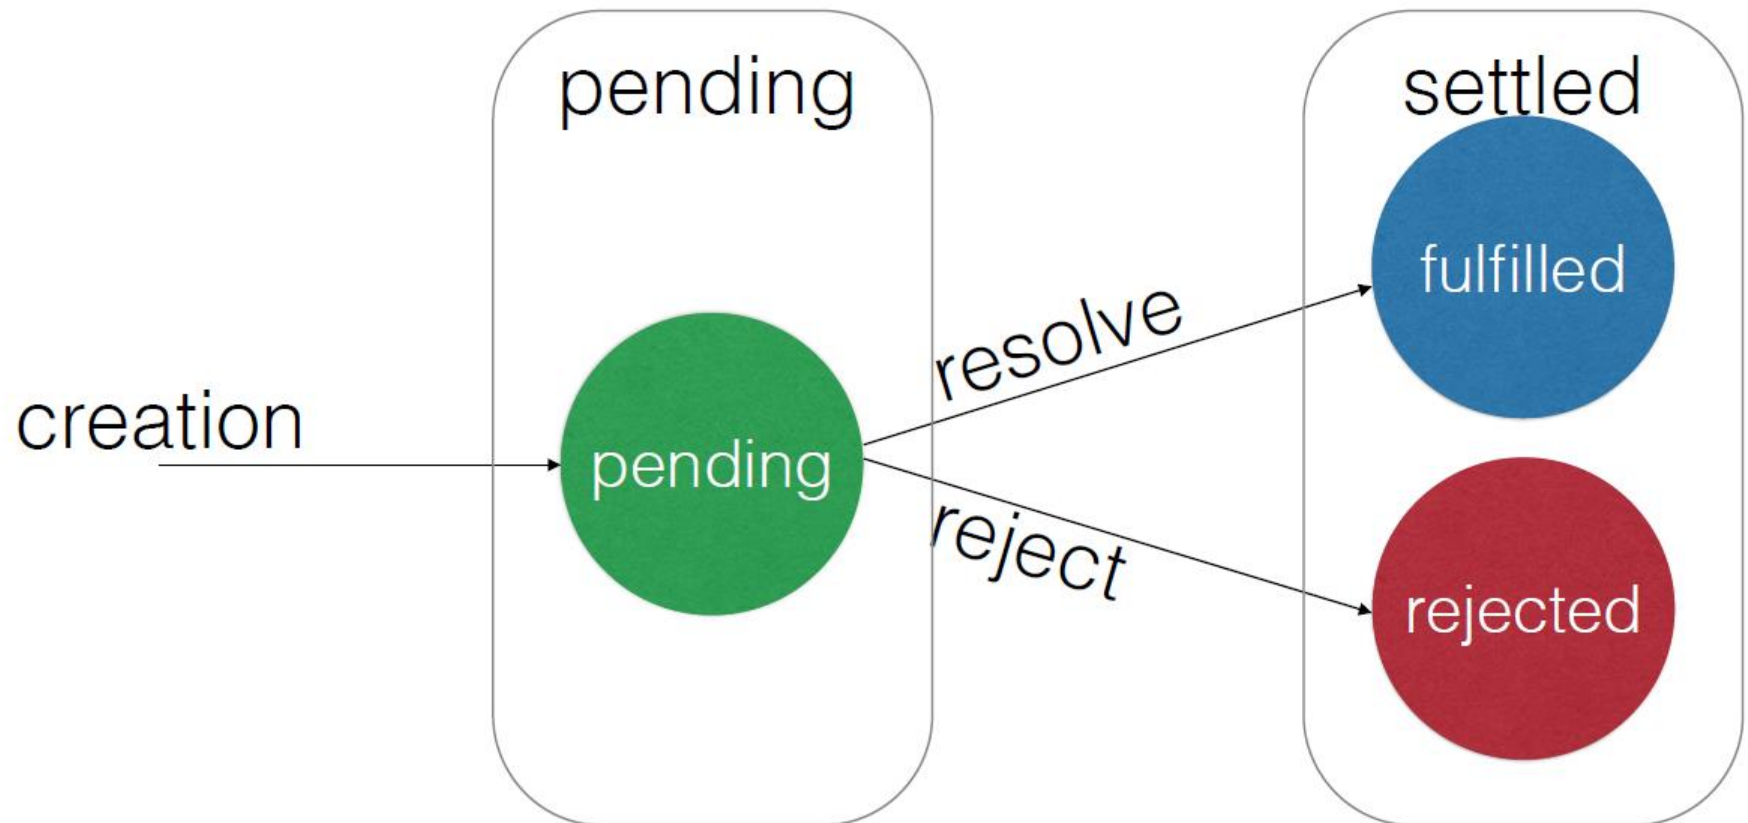 creation
pending
pending
resolve
reject
settled
fulfilled
rejected